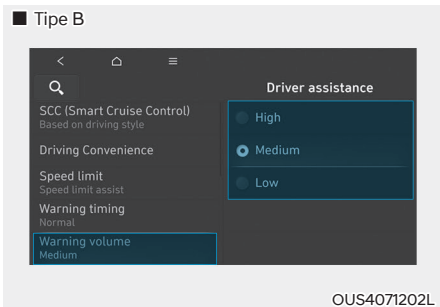 ■ Tipe B
Driver assistance
SCC (Smart Cruise Control)
Based on driving style
Driving Convenience
Speed limit
Speed limit assist
Warning timing
Normal
Warning volume
Medium
High
Medium
Low
OUS4071202L